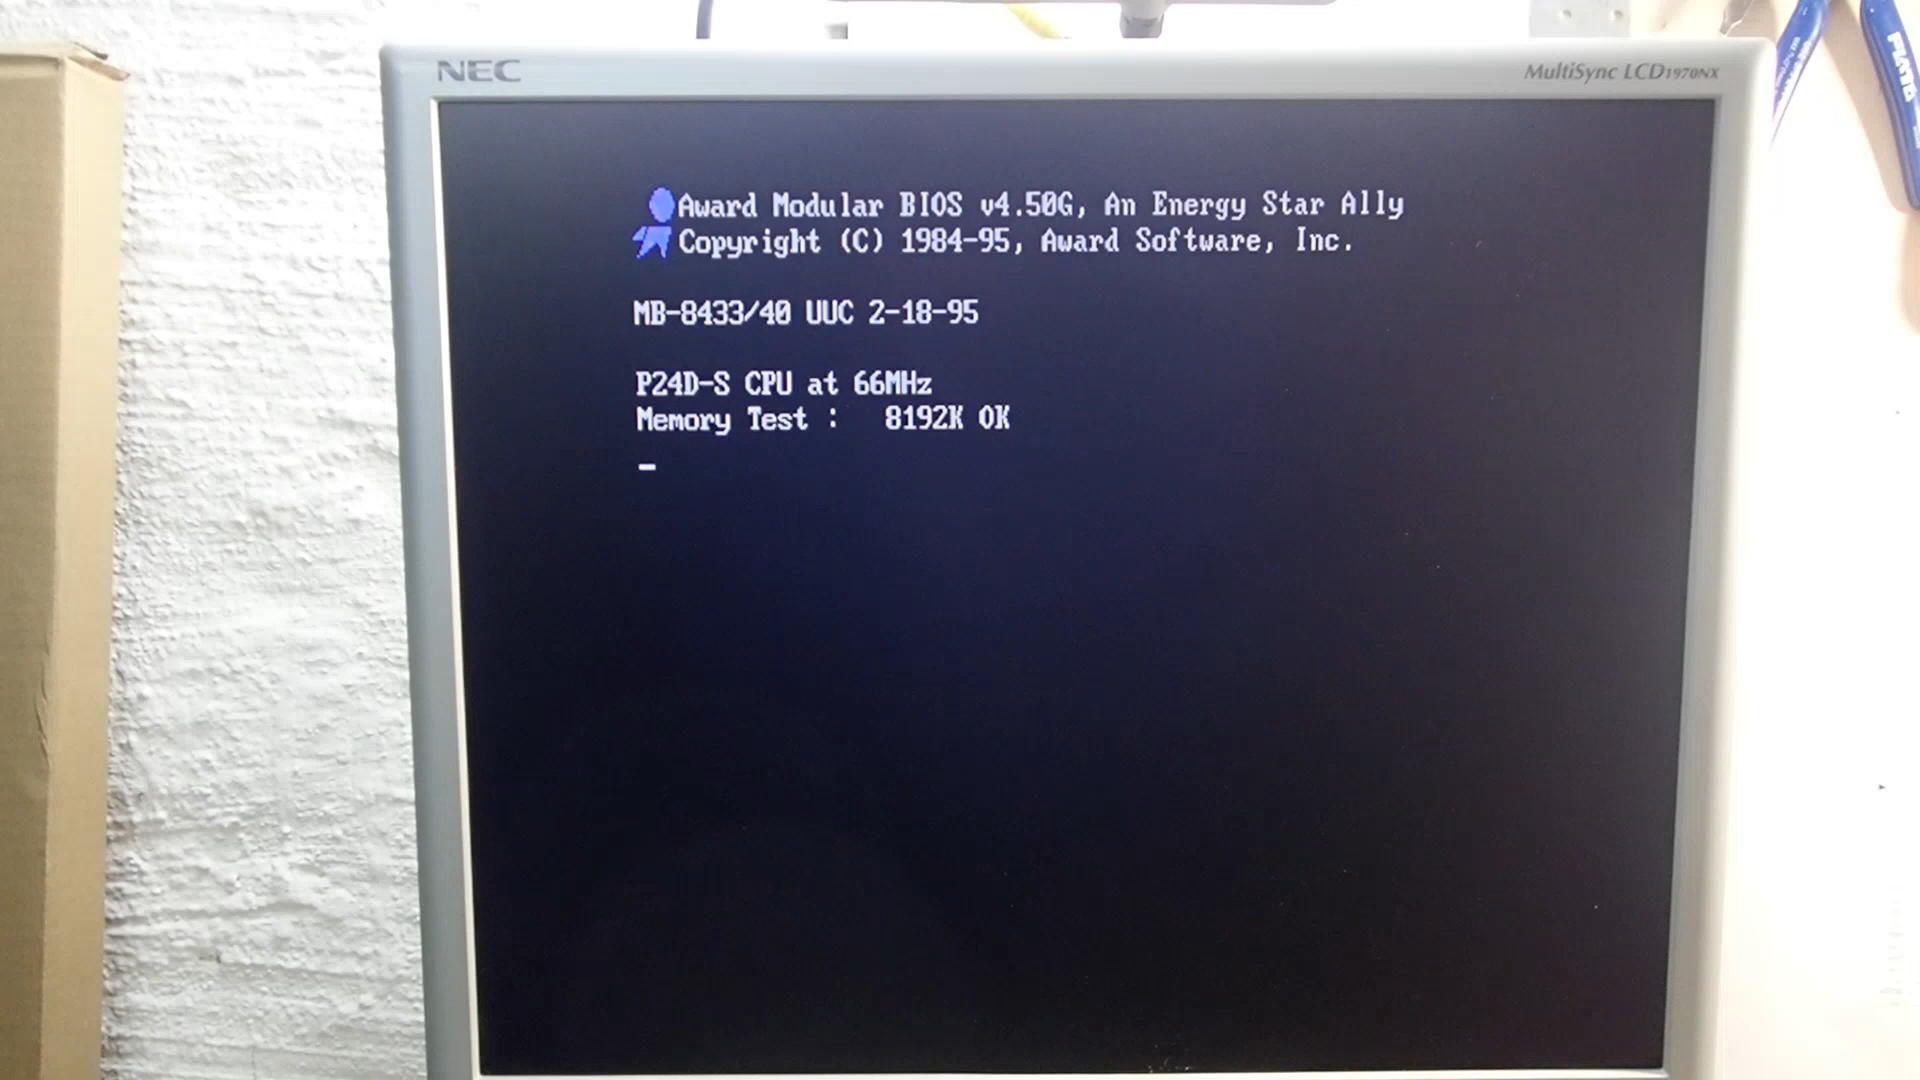 NEC
MultiSync LCD1970NX
Award Modular BIOS v4.50G, An Energy Star Ally
Copyright (C) 1984-95, Award Software, Inc.
MB-8433/40 UUC 2-18-95
P24D-S CPU at 66MHz
Memory Test : 8192K OK